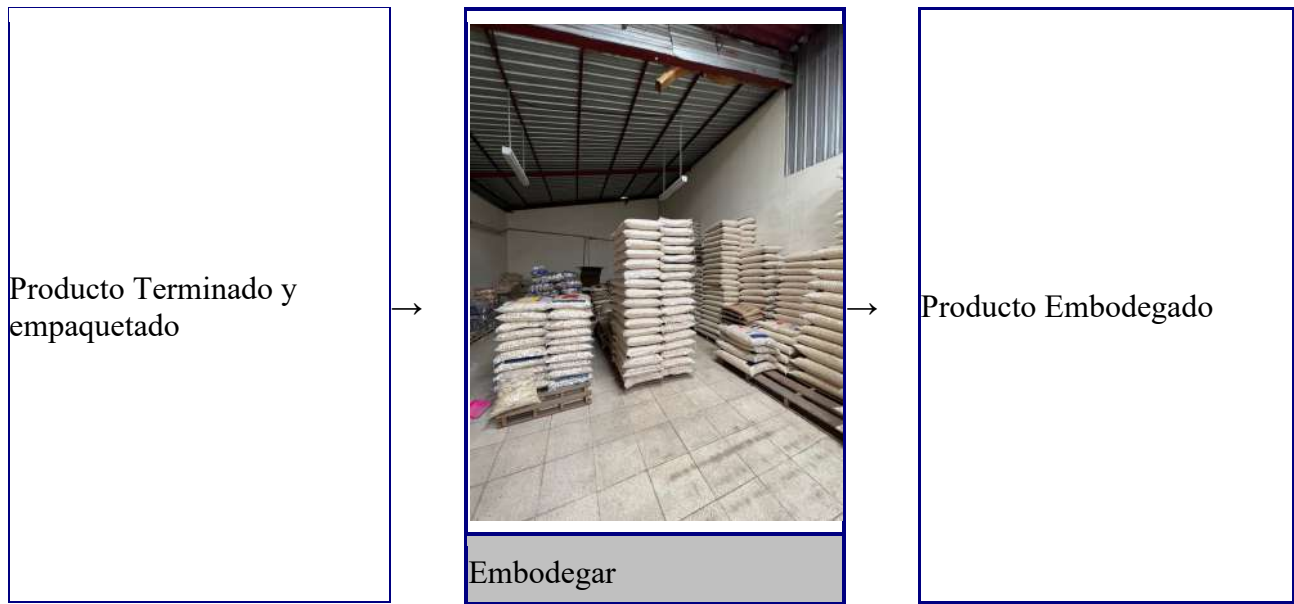 Producto Terminado y
empaquetado
→
→
Producto Embodegado
Embodegar